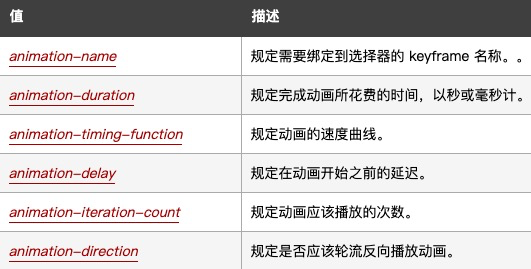 值 描述
animation-name 规定需要绑定到选择器的 keyframe 名称。。
animation-duration 规定完成动画所花费的时间，以秒或毫秒计。
animation-timing-function 规定动画的速度曲线。
animation-delay 规定在动画开始之前的延迟。
animation-iteration-count 规定动画应该播放的次数。
animation-direction 规定是否应该轮流反向播放动画。